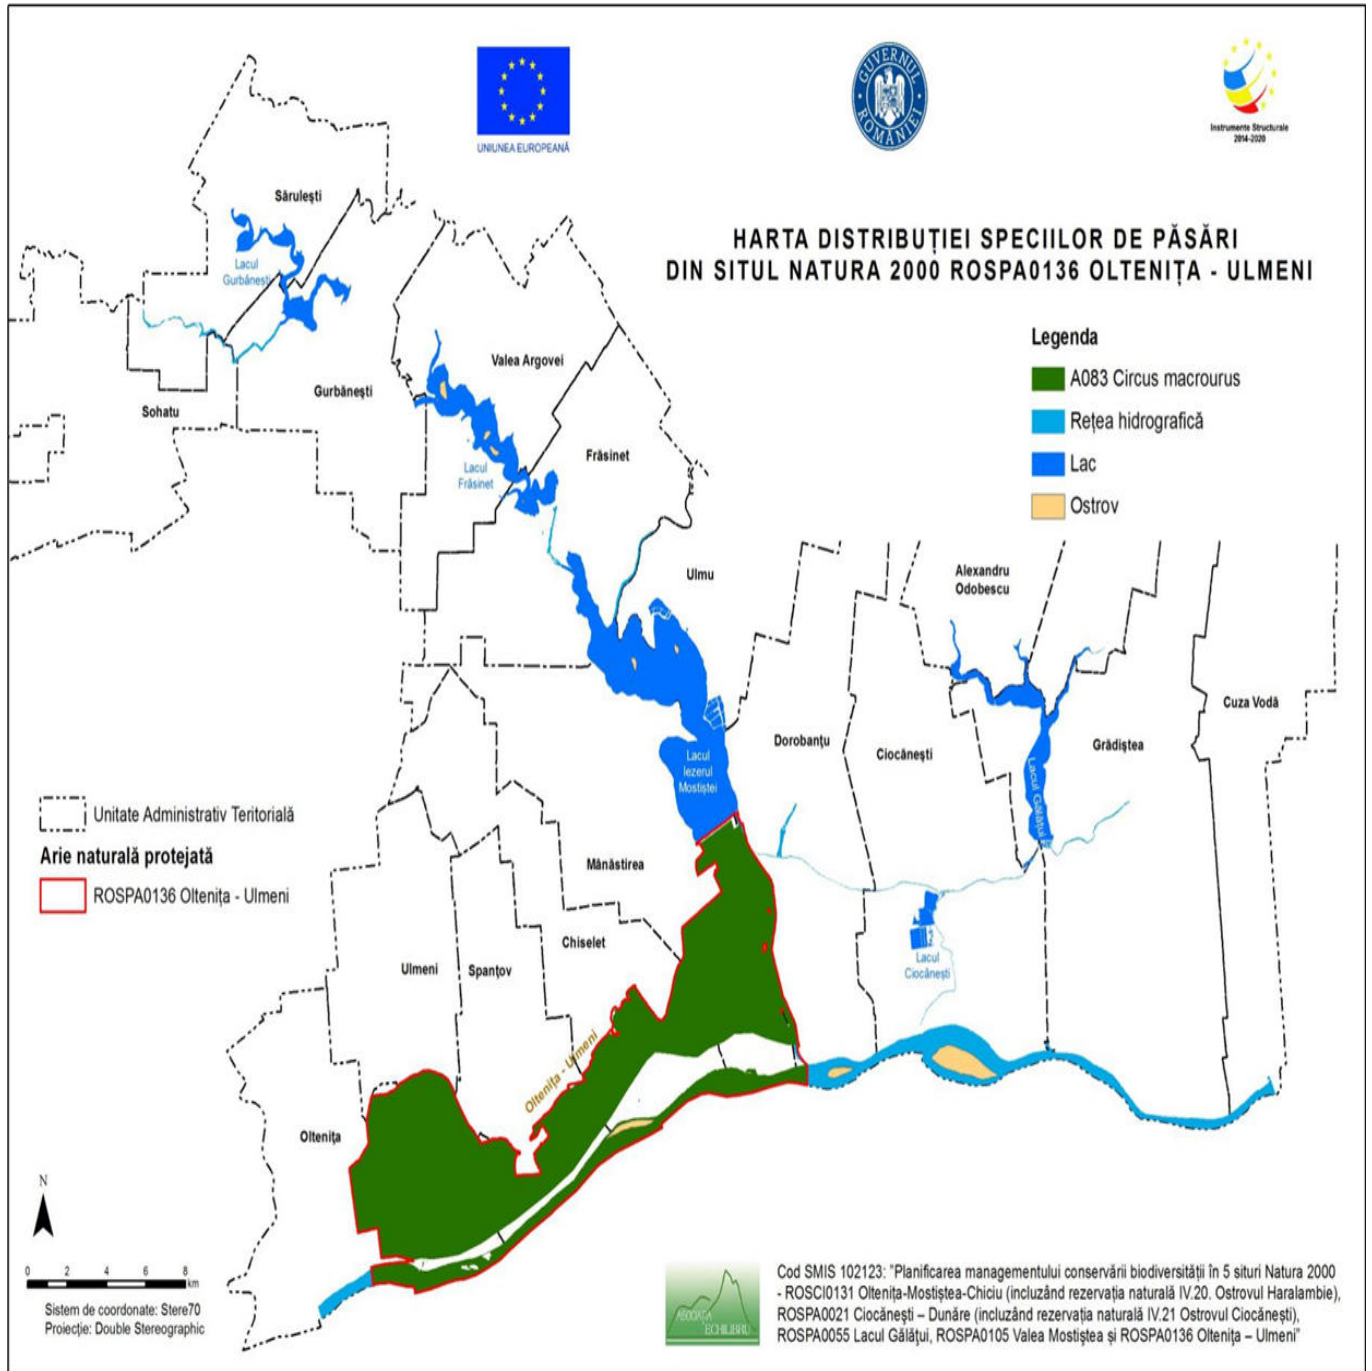 UNIUNEA EUROPEANĂ
GUVERNUL
ROMÂNIEI
Instrumente Structurale
2014-2020
HARTA DISTRIBUȚIEI SPECIILOR DE PĂSĂRI
DIN SITUL NATURA 2000 ROSPA0136 OLTENIȚA - ULMENI
Legenda
A083 Circus macrourus
Rețea hidrografică
Lac
Ostrov
Sărulești
Lacul
Gurbănești
Valea Argovei
Gurbănești
Sohatu
Frăsinet
Lacul
Frăsinet
Ulmu
Alexandru
Odobescu
Cuza Vodă
Dorobanțu
Ciocănești
Grădiștea
Lacul
Iezerul
Mostiștei
Lacul Gălățui
Unitate Administrativ Teritorială
Arie naturală protejată
ROSPA0136 Oltenița - Ulmeni
Mânăstirea
Chiselet
Ulmeni
Spanțov
Lacul
Ciocănești
Oltenița - Ulmeni
Oltenița
N
0 2 4 6 8
km
Sistem de coordonate: Stere70
Proiecție: Double Stereographic
ASOCIAȚIA
ECHILIBRU
Cod SMIS 102123: "Planificarea managementului conservării biodiversității în 5 situri Natura 2000
- ROSCI0131 Oltenița-Mostiștea-Chiciu (incluzând rezervația naturală IV.20. Ostrovul Haralambie),
ROSPA0021 Ciocănești – Dunăre (incluzând rezervația naturală IV.21 Ostrovul Ciocănești),
ROSPA0055 Lacul Gălățui, ROSPA0105 Valea Mostiștea și ROSPA0136 Oltenița – Ulmeni"